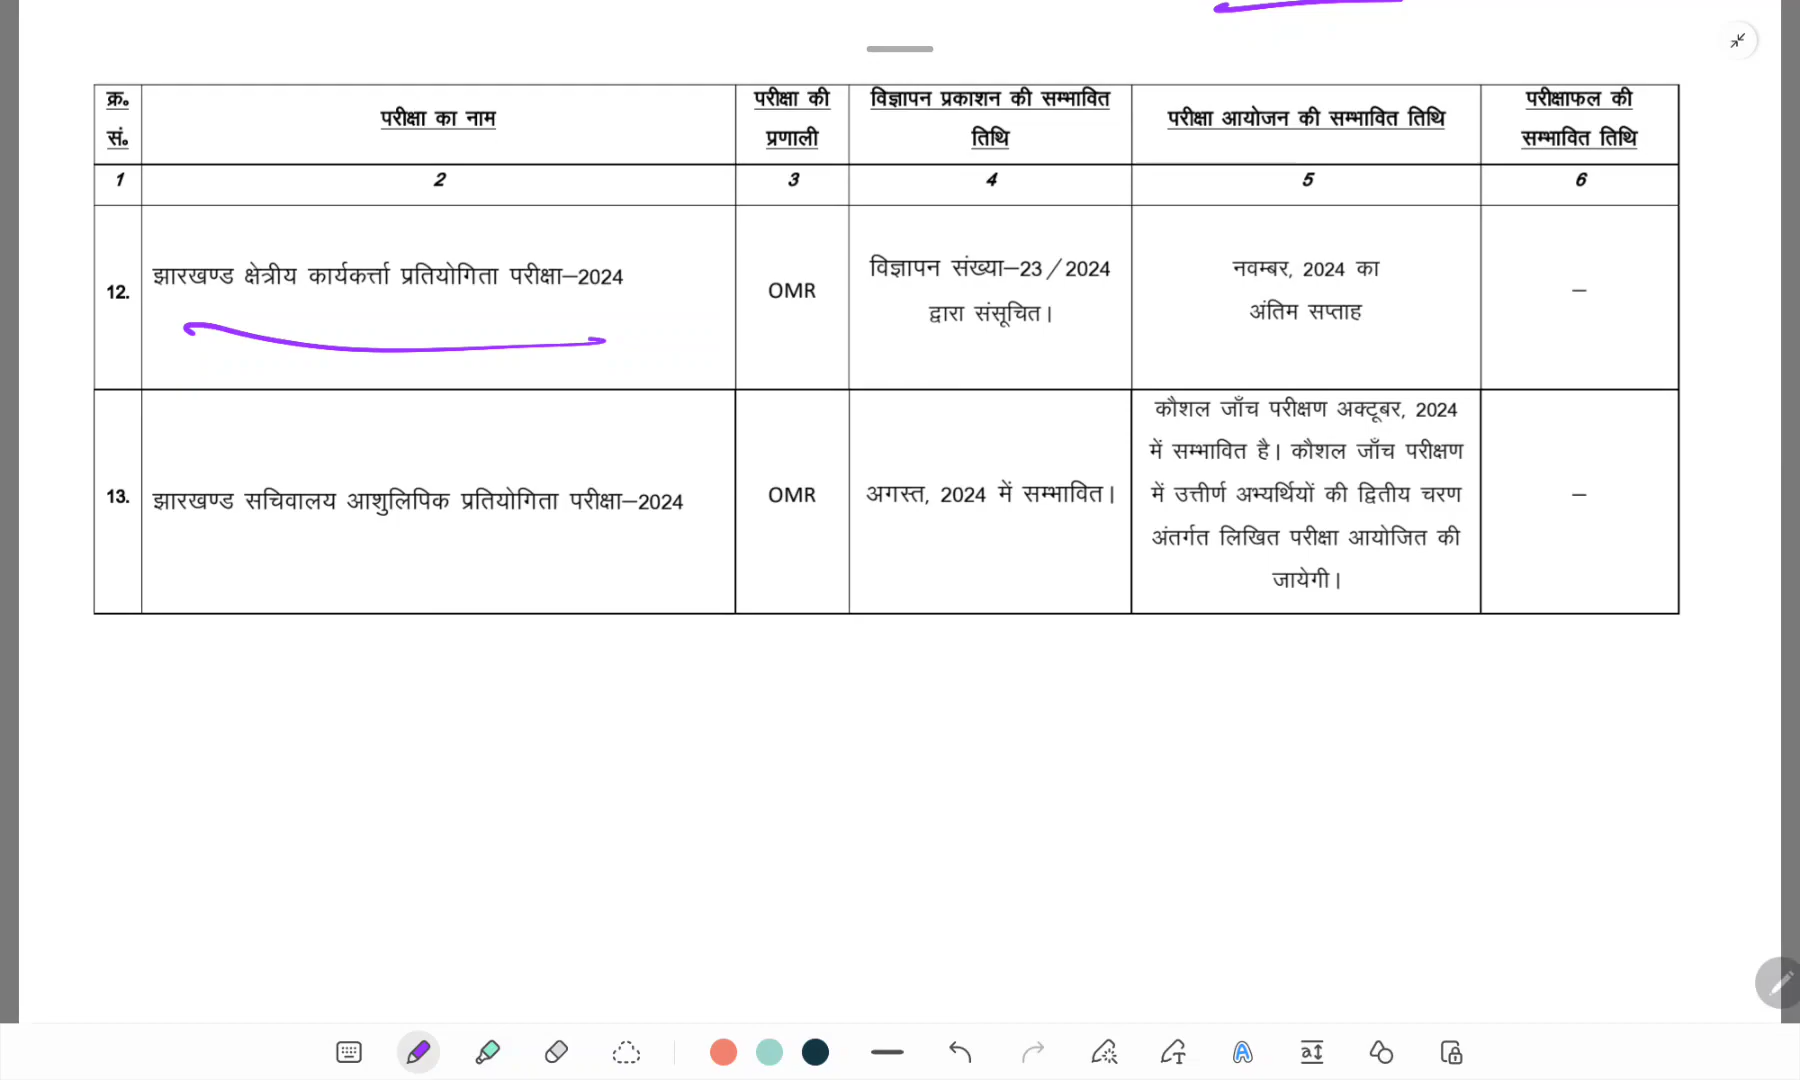 क्र॰ सं॰
परीक्षा का नाम
परीक्षा की प्रणाली
विज्ञापन प्रकाशन की सम्भावित तिथि
परीक्षा आयोजन की सम्भावित तिथि
परीक्षाफल की सम्भावित तिथि
1
2
3
4
5
6
12.
झारखण्ड क्षेत्रीय कार्यकर्त्ता प्रतियोगिता परीक्षा–2024
OMR
विज्ञापन संख्या–23/2024
द्वारा संसूचित।
नवम्बर, 2024 का
अंतिम सप्ताह
–
13.
झारखण्ड सचिवालय आशुलिपिक प्रतियोगिता परीक्षा–2024
OMR
अगस्त, 2024 में सम्भावित।
कौशल जाँच परीक्षण अक्टूबर, 2024
में सम्भावित है। कौशल जाँच परीक्षण
में उत्तीर्ण अभ्यर्थियों की द्वितीय चरण
अंतर्गत लिखित परीक्षा आयोजित की
जायेगी।
–